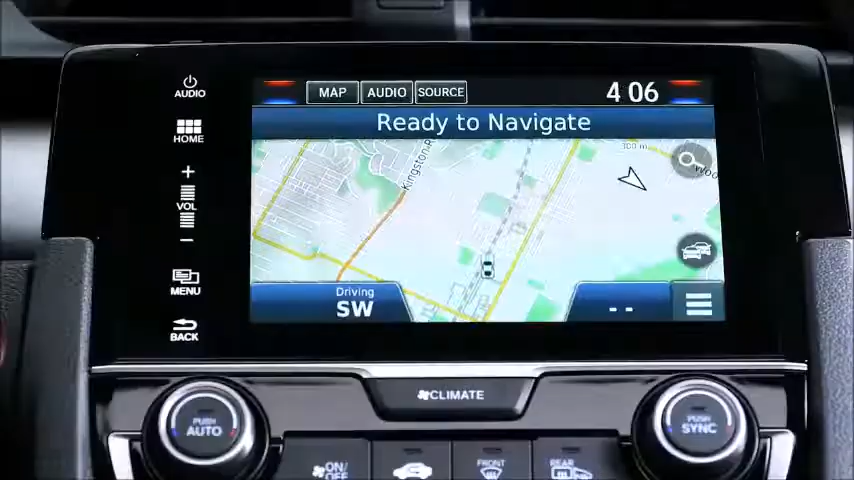 AUDIO
HOME
+
VOL
-
MENU
BACK
MAP AUDIO SOURCE
4 06
Ready to Navigate
Kingston R
Woo
Driving
SW
- -
CLIMATE
PUSH
AUTO
PUSH
SYNC
ON/
OFF
FRONT
REAR